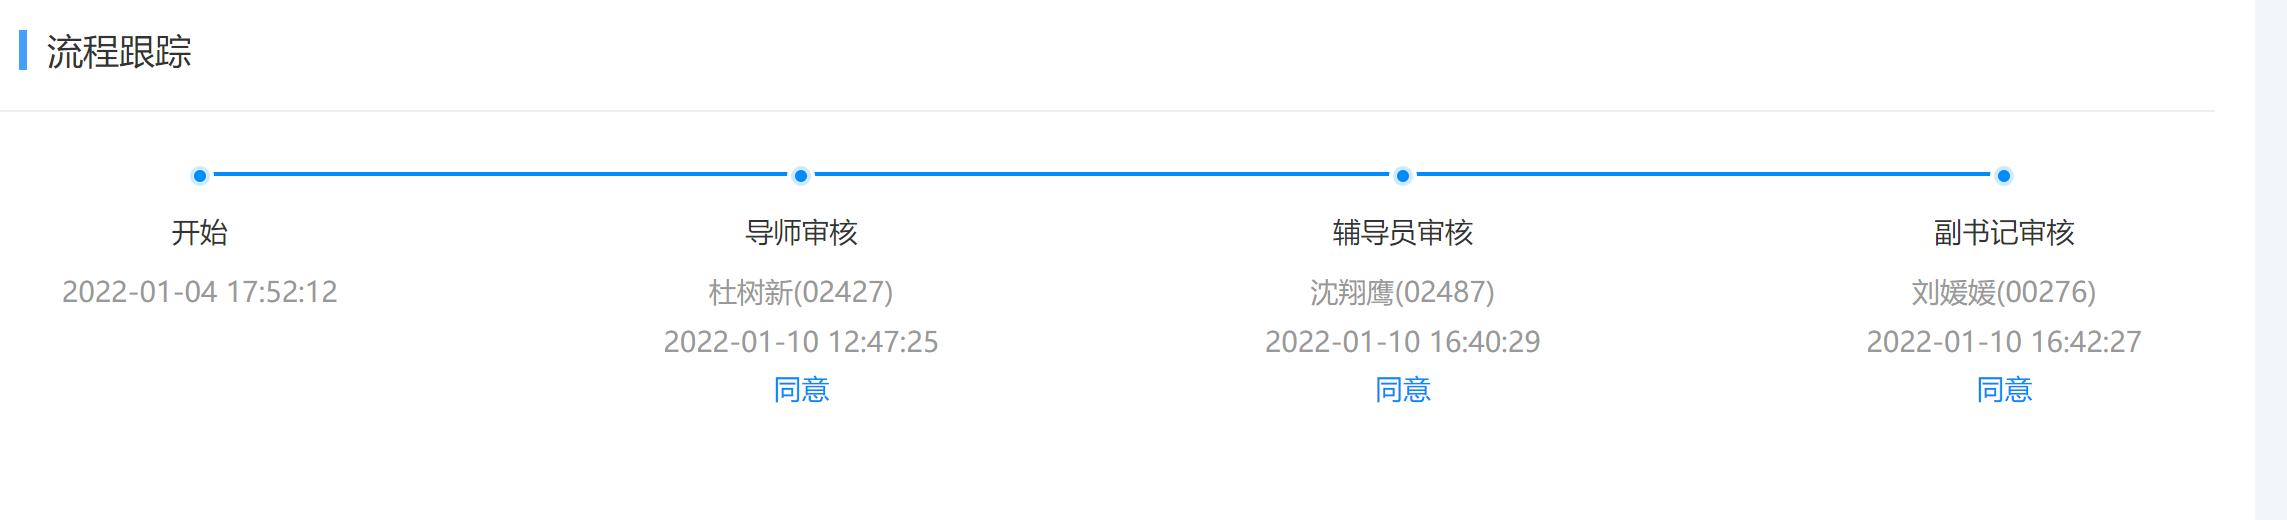 流程跟踪
开始
2022-01-04 17:52:12
导师审核
杜树新(02427)
2022-01-10 12:47:25
同意
辅导员审核
沈翔鹰(02487)
2022-01-10 16:40:29
同意
副书记审核
刘媛媛(00276)
2022-01-10 16:42:27
同意